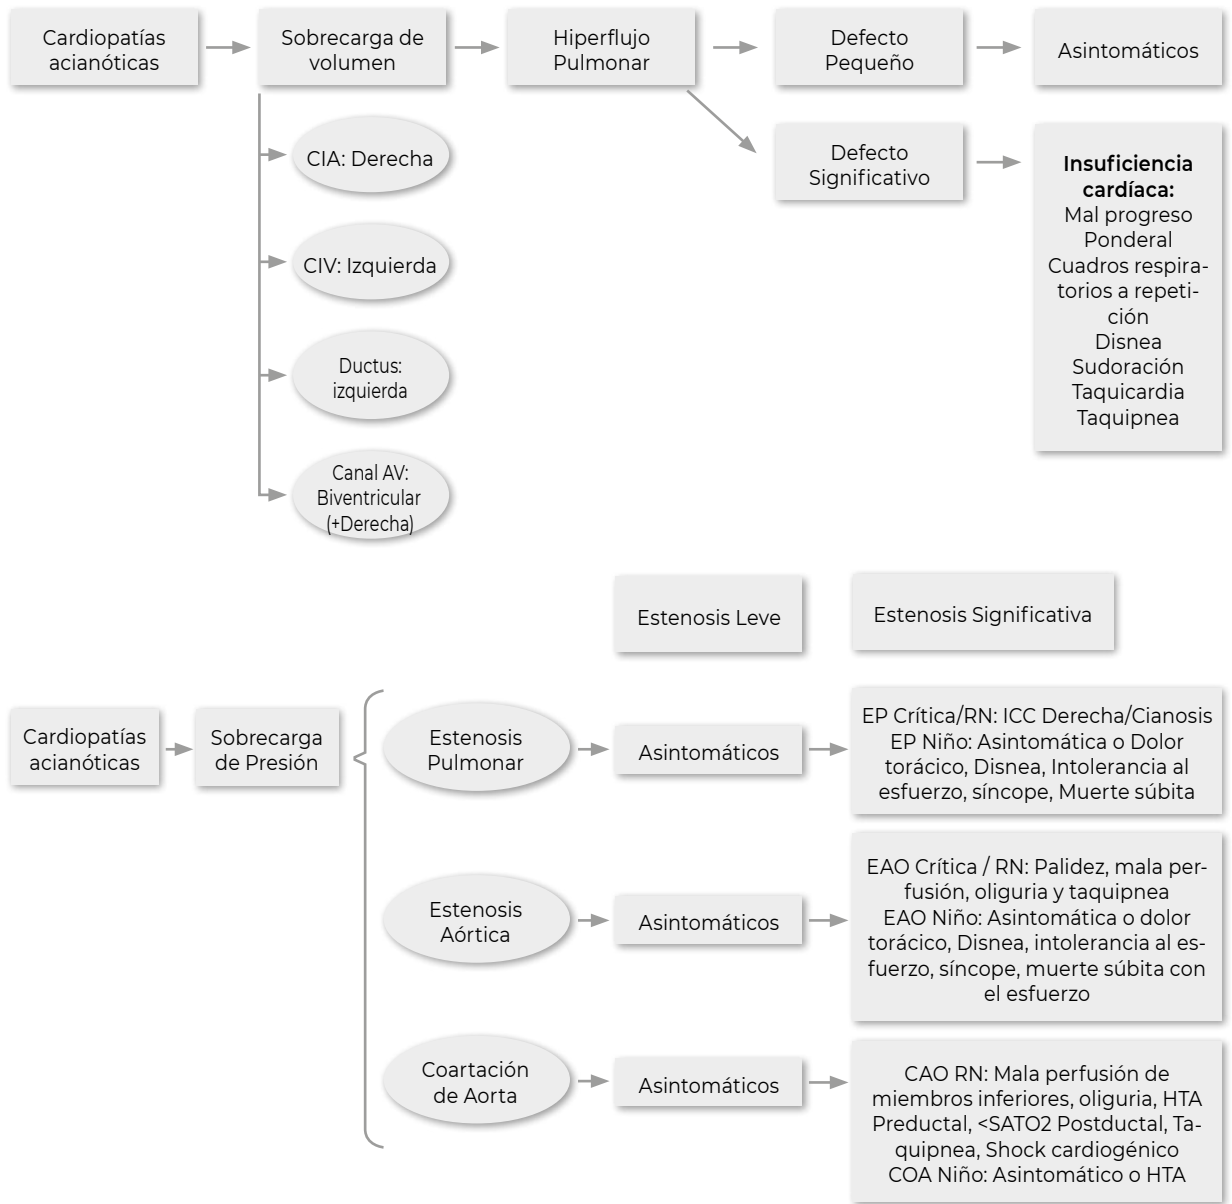 Cardiopatías
acianóticas
Sobrecarga de
volumen
Hiperflujo
Pulmonar
Defecto
Pequeño
Asintomáticos
CIA: Derecha
CIV: Izquierda
Ductus:
izquierda
Canal AV:
Biventricular
(+Derecha)
Defecto
Significativo
Insuficiencia
cardíaca:
Mal progreso
Ponderal
Cuadros respira-
torios a repeti-
ción
Disnea
Sudoración
Taquicardia
Taquipnea
Estenosis Leve
Estenosis Significativa
Cardiopatías
acianóticas
Sobrecarga
de Presión
Estenosis
Pulmonar
Asintomáticos
EP Crítica/RN: ICC Derecha/Cianosis
EP Niño: Asintomática o Dolor
torácico, Disnea, Intolerancia al
esfuerzo, síncope, Muerte súbita
Estenosis
Aórtica
Asintomáticos
EAO Crítica / RN: Palidez, mala per-
fusión, oliguria y taquipnea
EAO Niño: Asintomática o dolor
torácico, Disnea, intolerancia al es-
fuerzo, síncope, muerte súbita con
el esfuerzo
Coartación
de Aorta
Asintomáticos
CAO RN: Mala perfusión de
miembros inferiores, oliguria, HTA
Preductal, <SATO2 Postductal, Ta-
quipnea, Shock cardiogénico
COA Niño: Asintomático o HTA